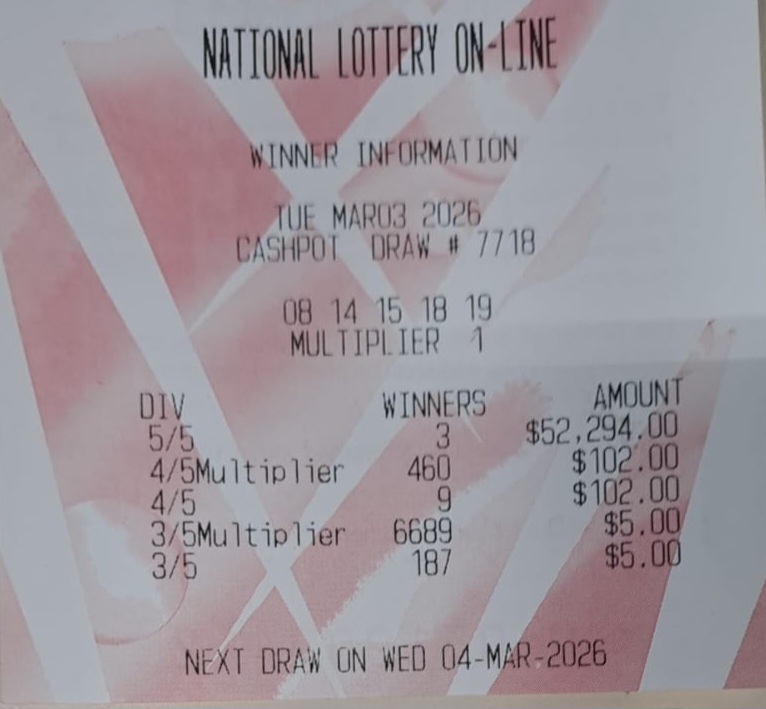 NATIONAL LOTTERY ON-LINE
WINNER INFORMATION
TUE MAR03 2026
CASHPOT DRAW # 7718
08 14 15 18 19
MULTIPLIER 1
DIV WINNERS AMOUNT
5/5 3 $52,294.00
4/5Multiplier 460 $102.00
4/5 9 $102.00
3/5Multiplier 6689 $5.00
3/5 187 $5.00
NEXT DRAW ON WED 04-MAR-2026